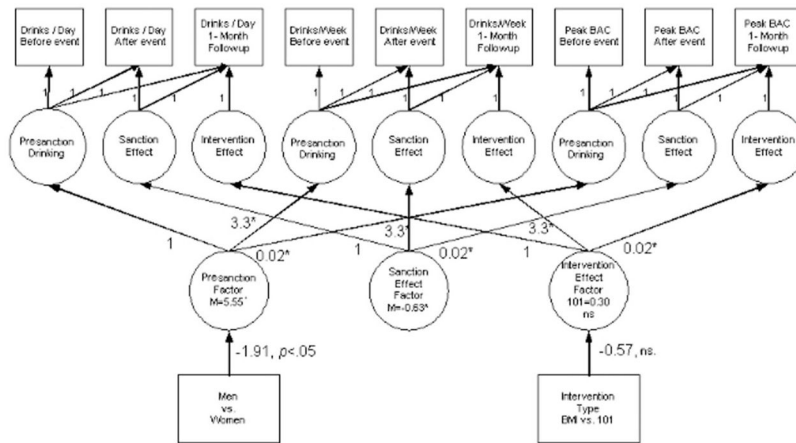 Drinks / Day
Before event
Drinks / Day
After event
Drinks / Day
1- Month
Followup
Drinks/Week
Before event
Drinks/Week
After event
Drinks/Week
1 -Month
Followup
Peak BAC
Before event
Peak BAC
After event
Peak BAC
1- Month
Followup
1 1 1 1 1 1
1 1 1 1 1 1
1 1 1 1 1 1
Presanction
Drinking
Sanction
Effect
Intervention
Effect
Presanction
Drinking
Sanction
Effect
Intervention
Effect
Presanction
Drinking
Sanction
Effect
Intervention
Effect
1
3.3*
0.02*
1
3.3*
0.02*
1
3.3*
0.02*
Presanction
Factor
M=5.55*
Sanction
Effect
Factor
M=-0.63*
Intervention
Effect
Factor
101=0.30
ns
-1.91, p<.05
-0.57, ns.
Men
vs.
Women
Intervention
Type
BMI vs. 101